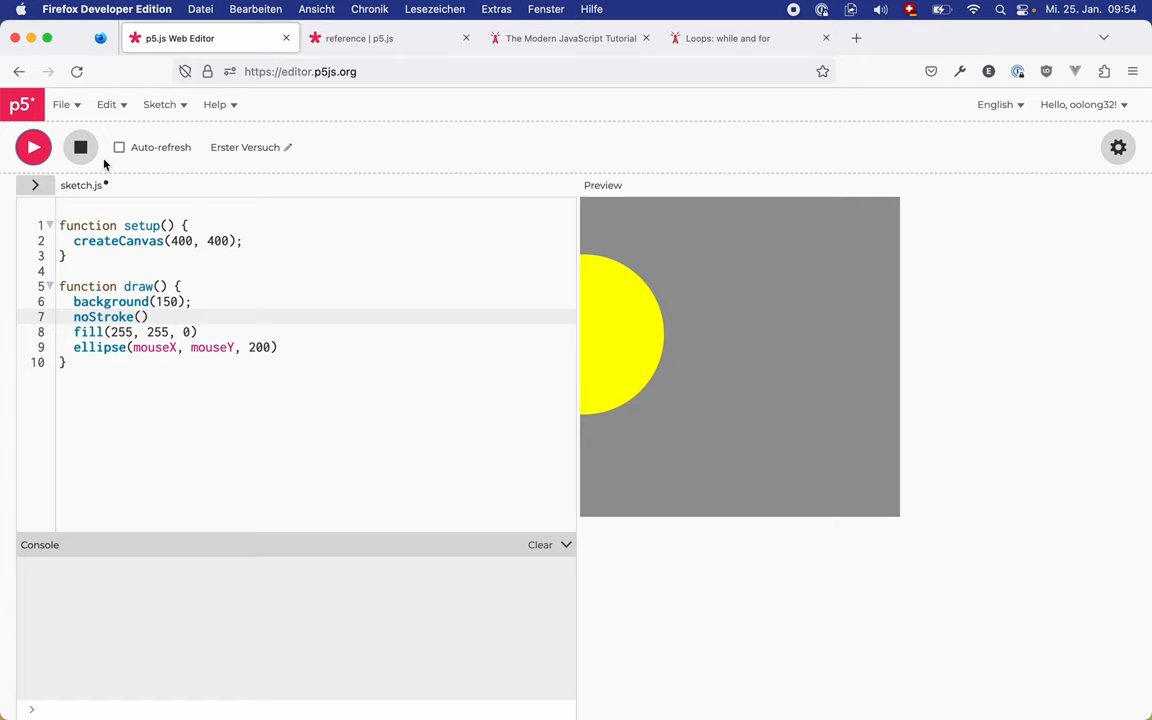 Firefox Developer Edition Datei Bearbeiten Ansicht Chronik Lesezeichen Extras Fenster Hilfe Mi. 25. Jan. 09:54
p5.js Web Editor reference | p5.js The Modern JavaScript Tutorial Loops: while and for
https://editor.p5js.org
p5* File Edit Sketch Help English Hello, oolong32!
Auto-refresh Erster Versuch
sketch.js Preview
1 function setup() {
2 createCanvas(400, 400);
3 }
4
5 function draw() {
6 background(150);
7 noStroke()
8 fill(255, 255, 0)
9 ellipse(mouseX, mouseY, 200)
10 }
Console Clear
>